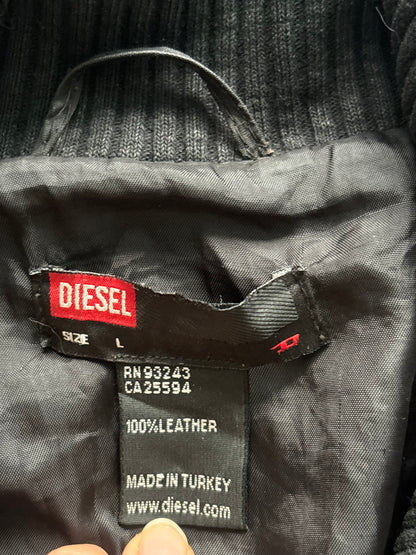 DIESEL
SIZE L
RN93243
CA25594
100%LEATHER
MADE IN TURKEY
www.diesel.com